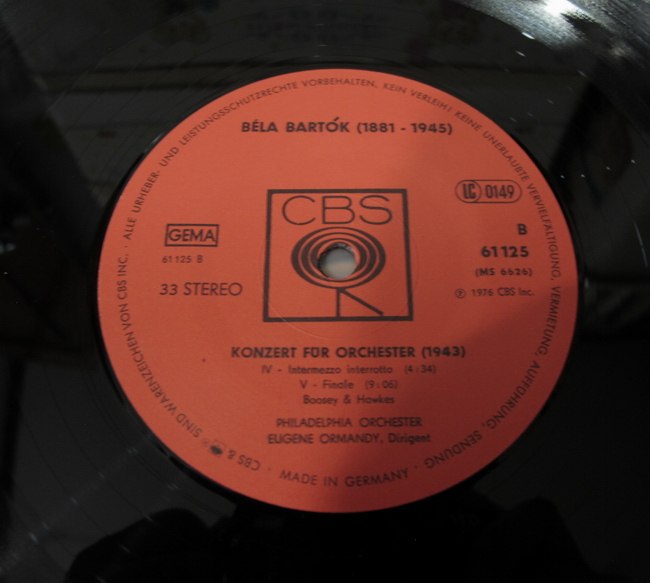 ALLE URHEBER- UND LEISTUNGSSCHUTZRECHTE VORBEHALTEN, KEIN VERLEIH! KEINE UNERLAUBTE VERVIELFÄLTIGUNG, VERMIETUNG, AUFFÜHRUNG, SENDUNG
BÉLA BARTÓK (1881 - 1945)
LC 0149
CBS
GEMA
B
61125 B
61125
(MS 6626)
33 STEREO
℗ 1976 CBS Inc.
KONZERT FÜR ORCHESTER (1943)
IV - Intermezzo interrotto (4:34)
V - Finale (9:06)
Boosey & Hawkes
PHILADELPHIA ORCHESTER
EUGENE ORMANDY, Dirigent
CBS & SIND WARENZEICHEN VON CBS INC. ·
· MADE IN GERMANY ·